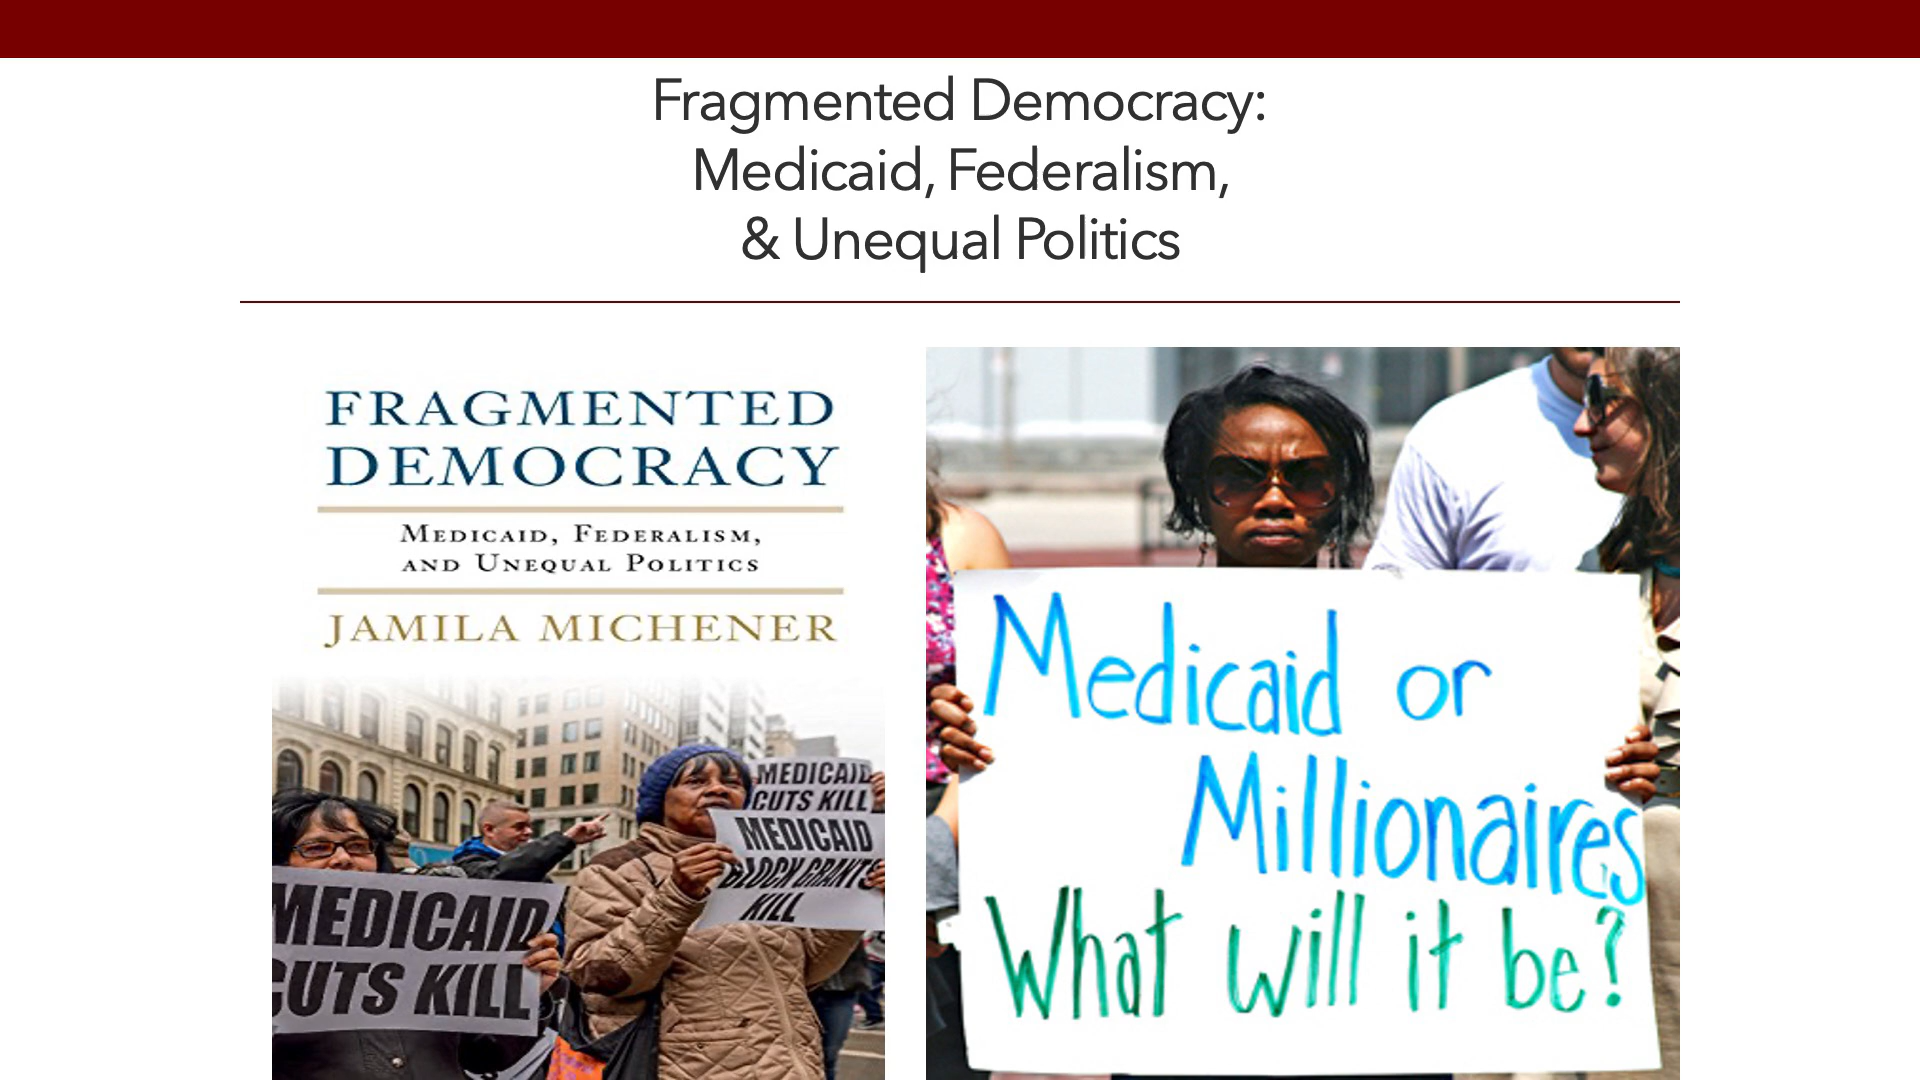 Fragmented Democracy:
Medicaid, Federalism,
& Unequal Politics
FRAGMENTED
DEMOCRACY
MEDICAID, FEDERALISM,
AND UNEQUAL POLITICS
JAMILA MICHENER
MEDICAID
CUTS KILL
MEDICAID
BLOCK GRANTS
KILL
MEDICAID
CUTS KILL
Medicaid or
Millionaires
What will it be?